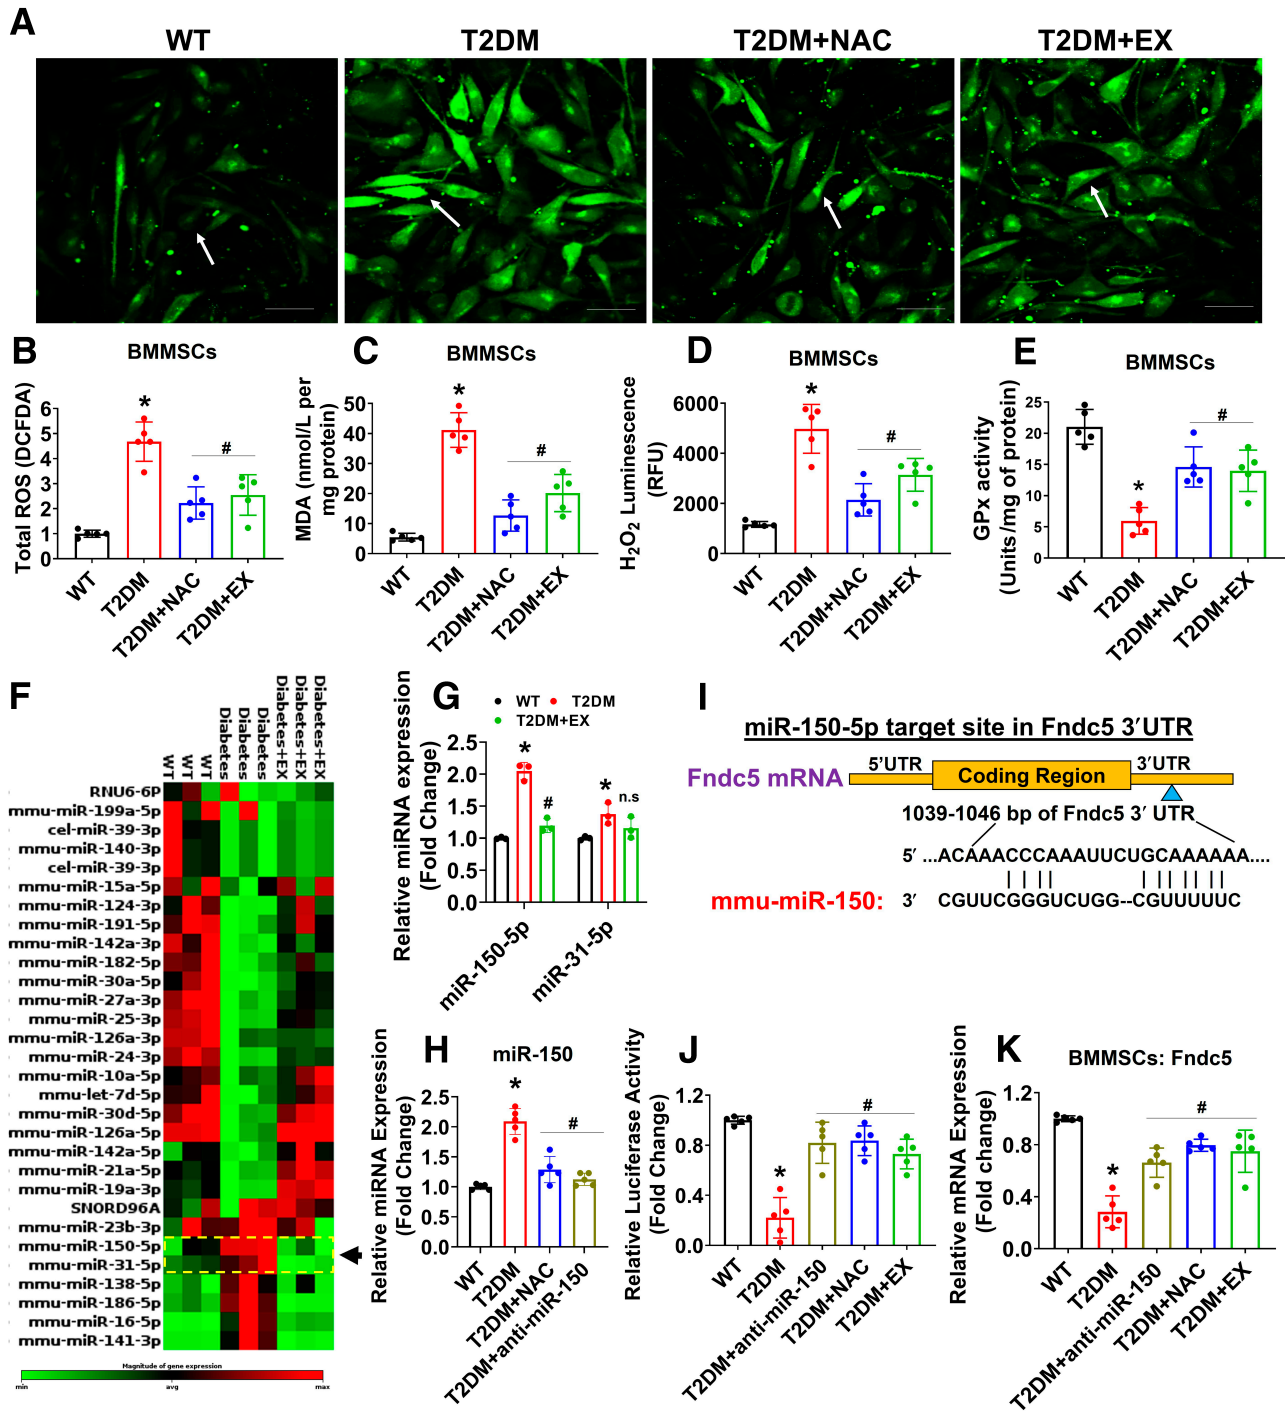 A
WT
T2DM
T2DM+NAC
T2DM+EX
B
BMMSCs
Total ROS (DCFDA)
6
5
4
3
2
1
0
*
#
WT
T2DM
T2DM+NAC
T2DM+EX
C
BMMSCs
MDA (nmol/L per
mg protein)
50
40
30
20
10
0
*
#
WT
T2DM
T2DM+NAC
T2DM+EX
D
BMMSCs
H2O2 Luminescence
(RFU)
6000
4000
2000
0
*
#
WT
T2DM
T2DM+NAC
T2DM+EX
E
BMMSCs
GPx activity
(Units/mg of protein)
25
20
15
10
5
0
*
#
WT
T2DM
T2DM+NAC
T2DM+EX
F
WT
WT
WT
Diabetes
Diabetes
Diabetes
Diabetes+EX
Diabetes+EX
Diabetes+EX
RNU6-6P
mmu-miR-199a-5p
cel-miR-39-3p
mmu-miR-140-3p
cel-miR-39-3p
mmu-miR-15a-5p
mmu-miR-124-3p
mmu-miR-191-5p
mmu-miR-142a-3p
mmu-miR-182-5p
mmu-miR-30a-5p
mmu-miR-27a-3p
mmu-miR-25-3p
mmu-miR-126a-3p
mmu-miR-24-3p
mmu-miR-10a-5p
mmu-let-7d-5p
mmu-miR-30d-5p
mmu-miR-126a-5p
mmu-miR-142a-5p
mmu-miR-21a-5p
mmu-miR-19a-3p
SNORD96A
mmu-miR-23b-3p
mmu-miR-150-5p
mmu-miR-31-5p
mmu-miR-138-5p
mmu-miR-186-5p
mmu-miR-16-5p
mmu-miR-141-3p
Magnitude of gene expression
min avg max
G
WT T2DM
T2DM+EX
Relative miRNA expression
(Fold Change)
2.5
2.0
1.5
1.0
0.5
0.0
*
#
*
n.s
miR-150-5p
miR-31-5p
H
miR-150
Relative miRNA Expression
(Fold Change)
2.5
2.0
1.5
1.0
0.5
0.0
*
#
WT
T2DM
T2DM+NAC
T2DM+anti-miR-150
I
miR-150-5p target site in Fndc5 3′UTR
5′UTR
3′UTR
Fndc5 mRNA
Coding Region
1039-1046 bp of Fndc5 3′ UTR
5′ ...ACAAACCCAAAUUCUGCAAAAAA....
mmu-miR-150: 3′ CGUUCGGGUCUGG--CGUUUUUC
J
Relative Luciferase Activity
(Fold Change)
1.2
0.8
0.4
0.0
*
#
WT
T2DM
T2DM+anti-miR-150
T2DM+NAC
T2DM+EX
K
BMMSCs: Fndc5
Relative mRNA Expression
(Fold change)
1.2
0.8
0.4
0.0
*
#
WT
T2DM
T2DM+anti-miR-150
T2DM+NAC
T2DM+EX